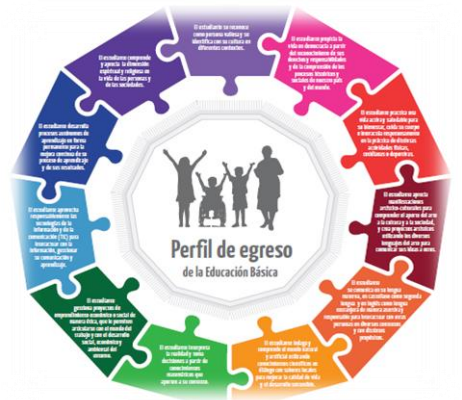 El estudiante se reconoce
como persona valiosa y se
identifica con su cultura en
diferentes contextos.
El estudiante propicia la
vida en democracia a partir
del reconocimiento de sus
derechos y responsabilidades
y de la comprensión de los
procesos históricos y
sociales de nuestro país
y del mundo.
El estudiante practica una
vida activa y saludable para
su bienestar, cuida su cuerpo
e interactúa respetuosamente
en la práctica de distintas
actividades físicas,
cotidianas o deportivas.
El estudiante aprecia
manifestaciones
artístico-culturales para
comprender el aporte del arte
a la cultura y a la sociedad,
y crea proyectos artísticos
utilizando los diversos
lenguajes del arte para
comunicar sus ideas a otros.
El estudiante
se comunica en su lengua
materna, en castellano como segunda
lengua y en inglés como lengua
extranjera de manera asertiva y
responsable para interactuar con otras
personas en diversos contextos
y con distintos
propósitos.
El estudiante indaga y
comprende el mundo natural
y artificial utilizando
conocimientos científicos en
diálogo con saberes locales
para mejorar la calidad de vida
El estudiante interpreta
la realidad y toma
decisiones a partir de
conocimientos
matemáticos que
aporten a su contexto.
El estudiante
gestiona proyectos de
emprendimiento económico o social de
manera ética, que le permiten
articularse con el mundo del
trabajo y con el desarrollo
social, económico y
ambiental del
entorno.
El estudiante aprovecha
responsablemente las
tecnologías de la
información y de la
comunicación (TIC) para
interactuar con la
información, gestionar
su comunicación y
aprendizaje.
El estudiante desarrolla
procesos autónomos de
aprendizaje en forma
permanente para la
mejora continua de su
proceso de aprendizaje
y de sus resultados.
El estudiante comprende
y aprecia la dimensión
espiritual y religiosa en
la vida de las personas y
de las sociedades.
Perfil de egreso
de la Educación Básica